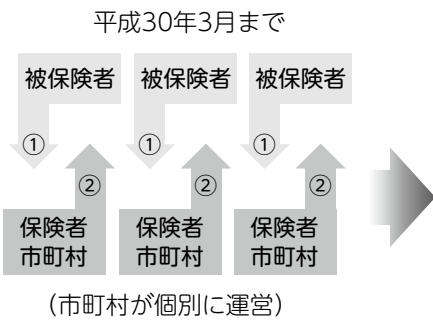 平成30年3月まで
被保険者 被保険者 被保険者
① ① ①
② ② ②
保険者 保険者 保険者
市町村 市町村 市町村
(市町村が個別に運営)